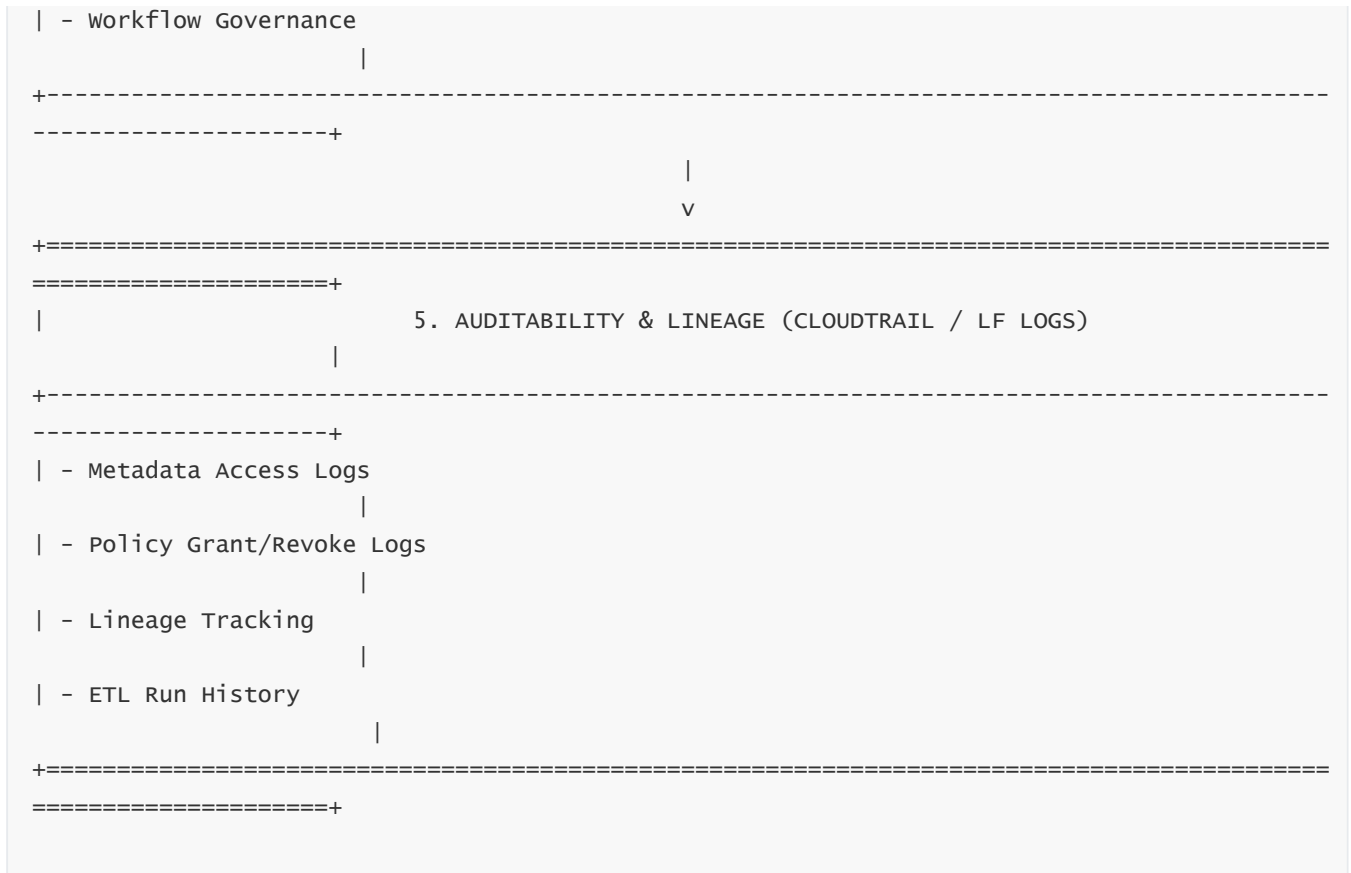 | - Workflow Governance
|
+-------------------------------------------------------------------------------------------
---------------------+
|
v
+===========================================================================================
=====================+
| 5. AUDITABILITY & LINEAGE (CLOUDTRAIL / LF LOGS)
|
+-------------------------------------------------------------------------------------------
---------------------+
| - Metadata Access Logs
|
| - Policy Grant/Revoke Logs
|
| - Lineage Tracking
|
| - ETL Run History
|
+===========================================================================================
=====================+